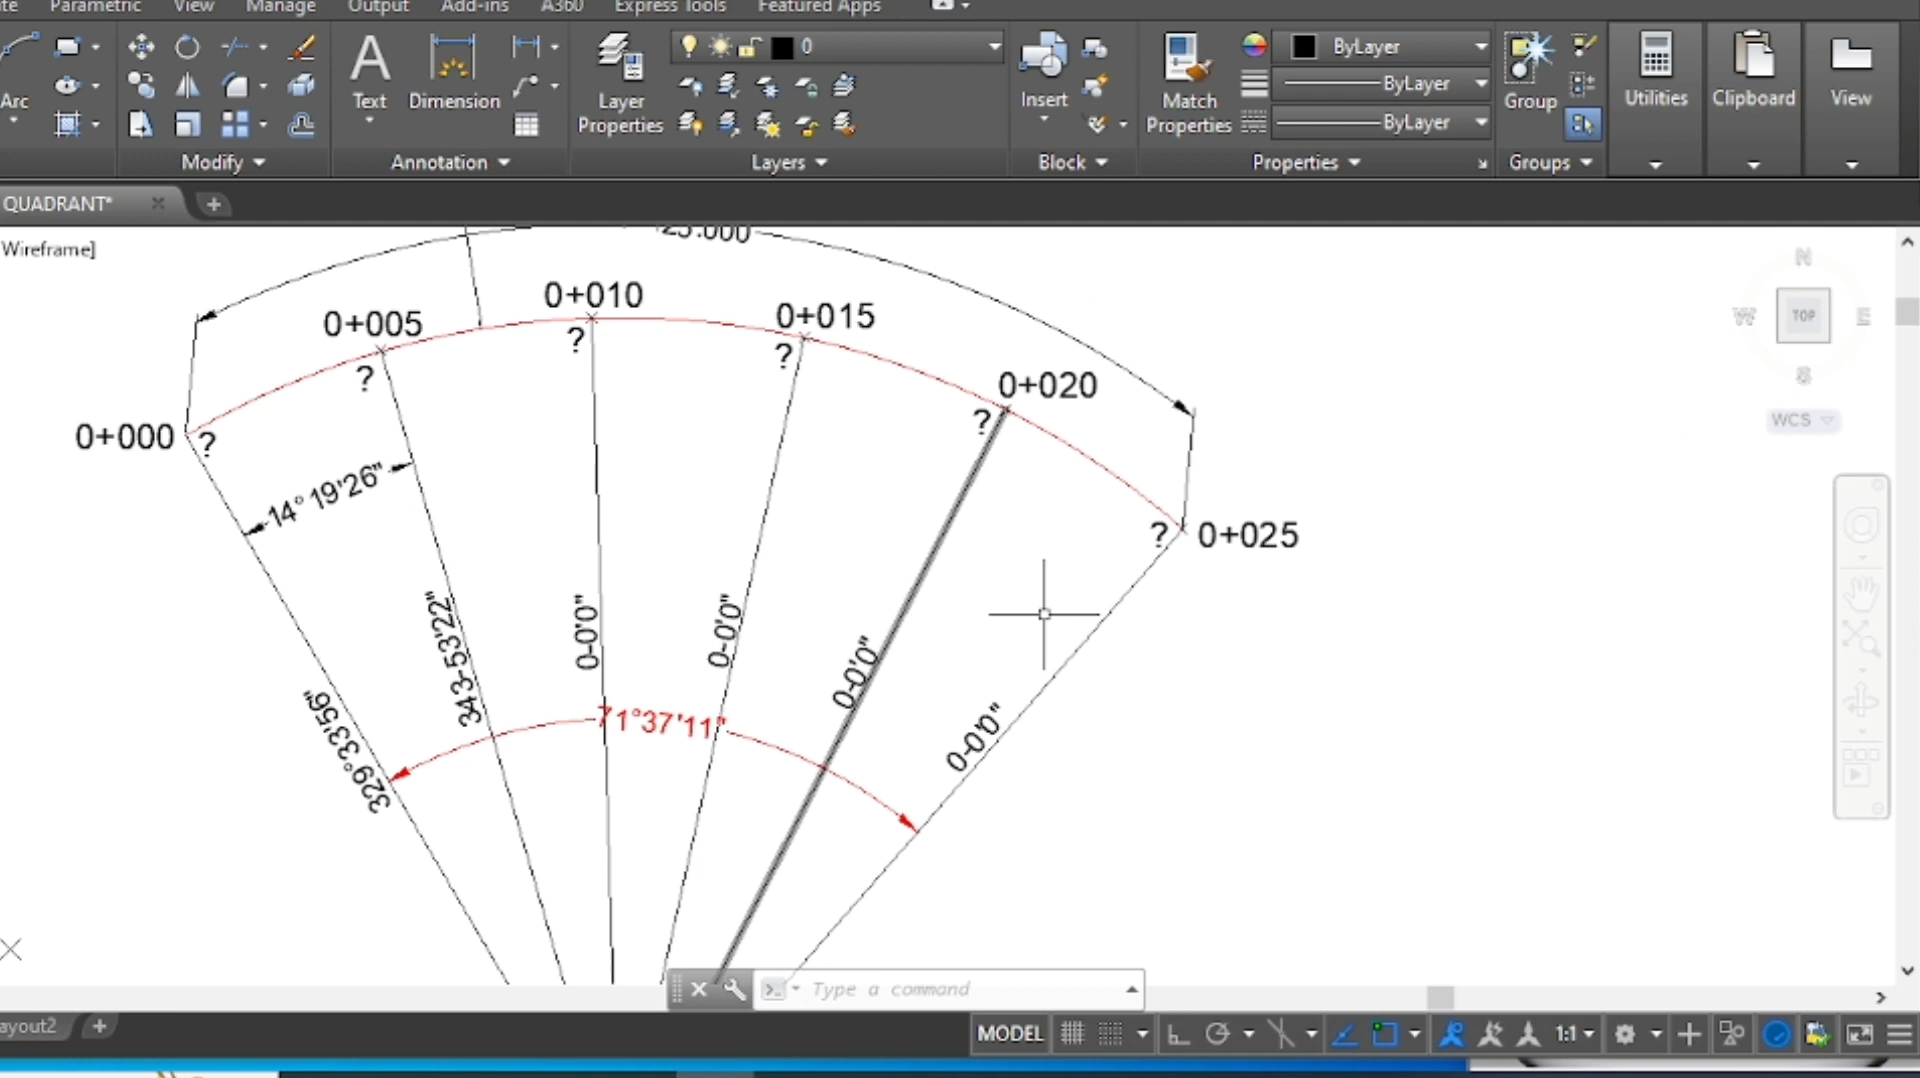 Parametric View Manage Output Add-ins A360 Express Tools Featured Apps
Arc
Text
Dimension
Layer
Properties
0
Insert
Match
Properties
ByLayer
ByLayer
ByLayer
Group
Utilities
Clipboard
View
Modify
Annotation
Layers
Block
Properties
Groups
QUADRANT*
Wireframe]
N
W
TOP
E
S
WCS
0+010
0+015
0+005
?
?
0+020
?
?
0+000
?
14°19'26"
?
0+025
343-53'22"
0-0'0"
0-0'0"
0-0'0"
329°33'56"
71°37'11"
0-0'0"
Type a command
MODEL
1:1